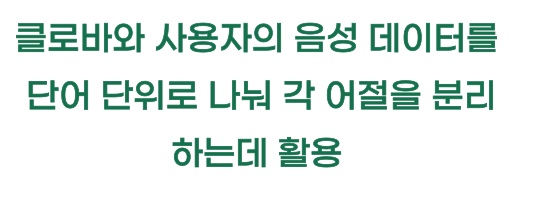 클로바와 사용자의 음성 데이터를
단어 단위로 나눠 각 어절을 분리
하는데 활용